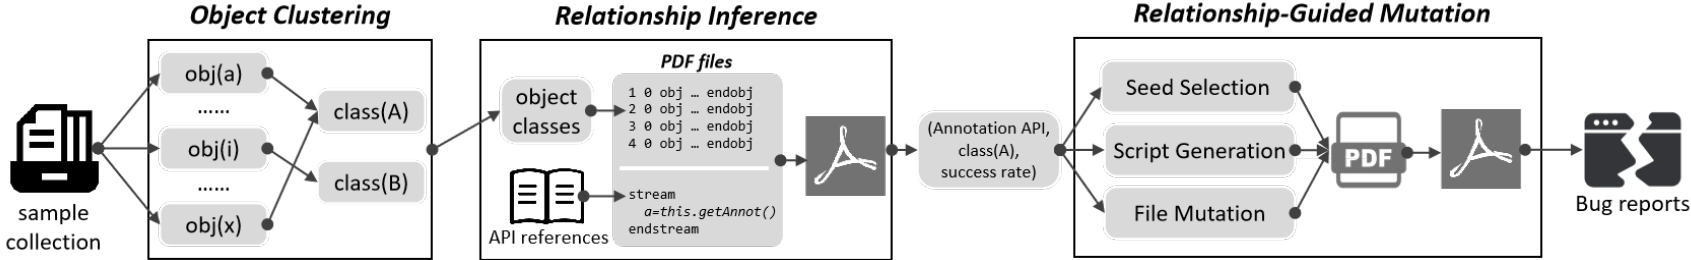 Object Clustering
obj(a)
......
obj(i)
......
obj(x)
class(A)
class(B)
sample
collection
Relationship Inference
object
classes
API references
PDF files
1 0 obj … endobj
2 0 obj … endobj
3 0 obj … endobj
4 0 obj … endobj
stream
a=this.getAnnot()
endstream
(Annotation API,
class(A),
success rate)
Relationship-Guided Mutation
Seed Selection
Script Generation
File Mutation
PDF
Bug reports